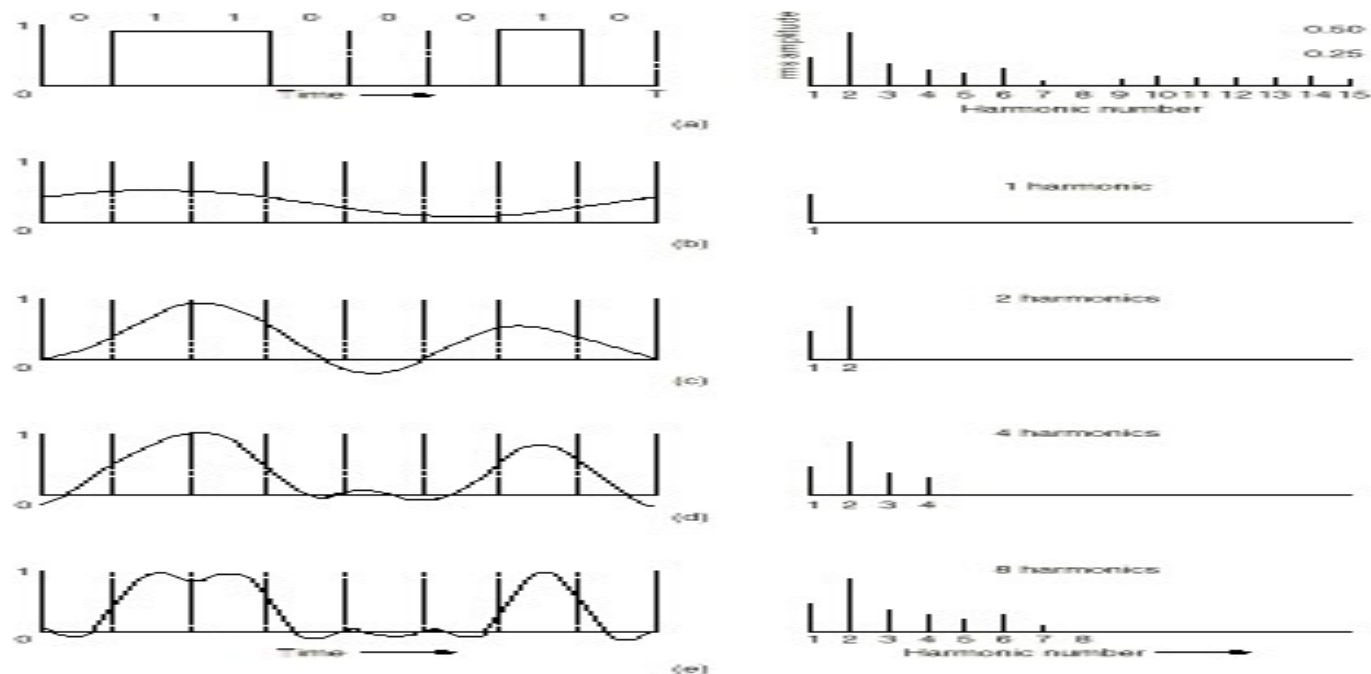 0 1 1 0 0 0 1 0
1
0
Time
T
(a)
rms amplitude
0.50
0.25
1 2 3 4 5 6 7 8 9 10 11 12 13 14 15
Harmonic number
1
0
(b)
1 harmonic
1
1
0
(c)
2 harmonics
1 2
1
0
(d)
4 harmonics
1 2 3 4
1
0
Time
(e)
8 harmonics
1 2 3 4 5 6 7 8
Harmonic number